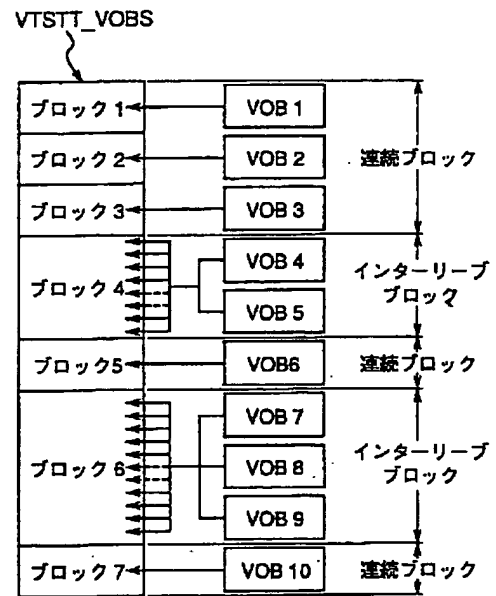 VTSTT_VOBS
ブロック 1
VOB 1
ブロック 2
VOB 2
連続ブロック
ブロック 3
VOB 3
ブロック 4
VOB 4
VOB 5
インターリーブ
ブロック
ブロック5
VOB6
連続ブロック
ブロック 6
VOB 7
VOB 8
VOB 9
インターリーブ
ブロック
ブロック 7
VOB 10
連続ブロック